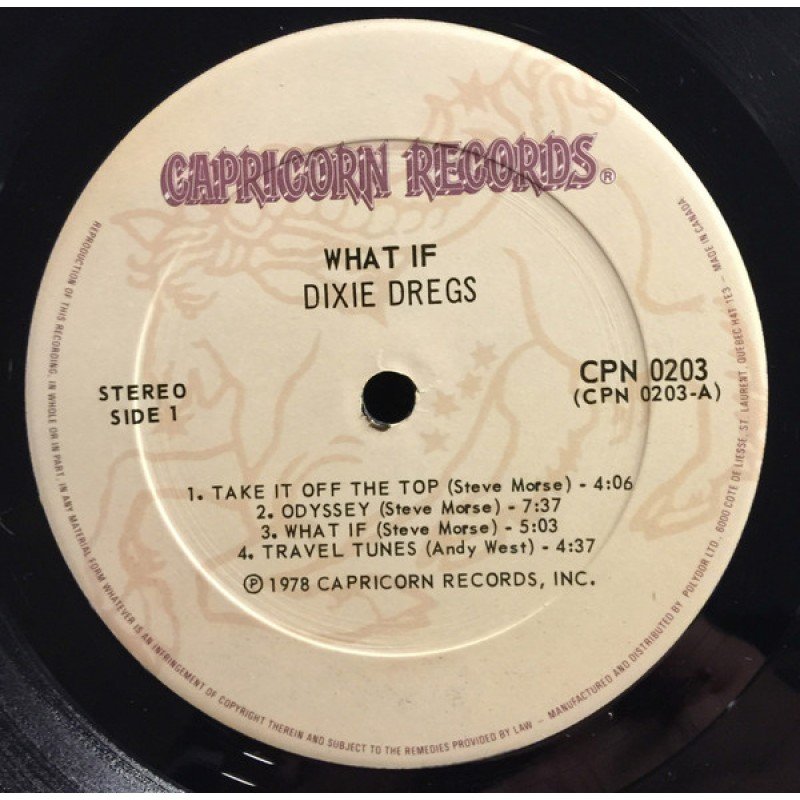 CAPRICORN RECORDS®
WHAT IF
DIXIE DREGS
STEREO
SIDE 1
CPN 0203
(CPN 0203-A)
1. TAKE IT OFF THE TOP (Steve Morse) - 4:06
2. ODYSSEY (Steve Morse) - 7:37
3. WHAT IF (Steve Morse) - 5:03
4. TRAVEL TUNES (Andy West) - 4:37
Ⓟ 1978 CAPRICORN RECORDS, INC.
REPRODUCTION OF THIS RECORDING, IN WHOLE OR IN PART, IN ANY MATERIAL FORM WHATEVER IS AN INFRINGEMENT OF COPYRIGHT THEREIN AND SUBJECT TO THE REMEDIES PROVIDED BY LAW – MANUFACTURED AND DISTRIBUTED BY POLYDOR LTD., 6000 COTE DE LIESSE, ST. LAURENT, QUEBEC H4T 1E3 – MADE IN CANADA